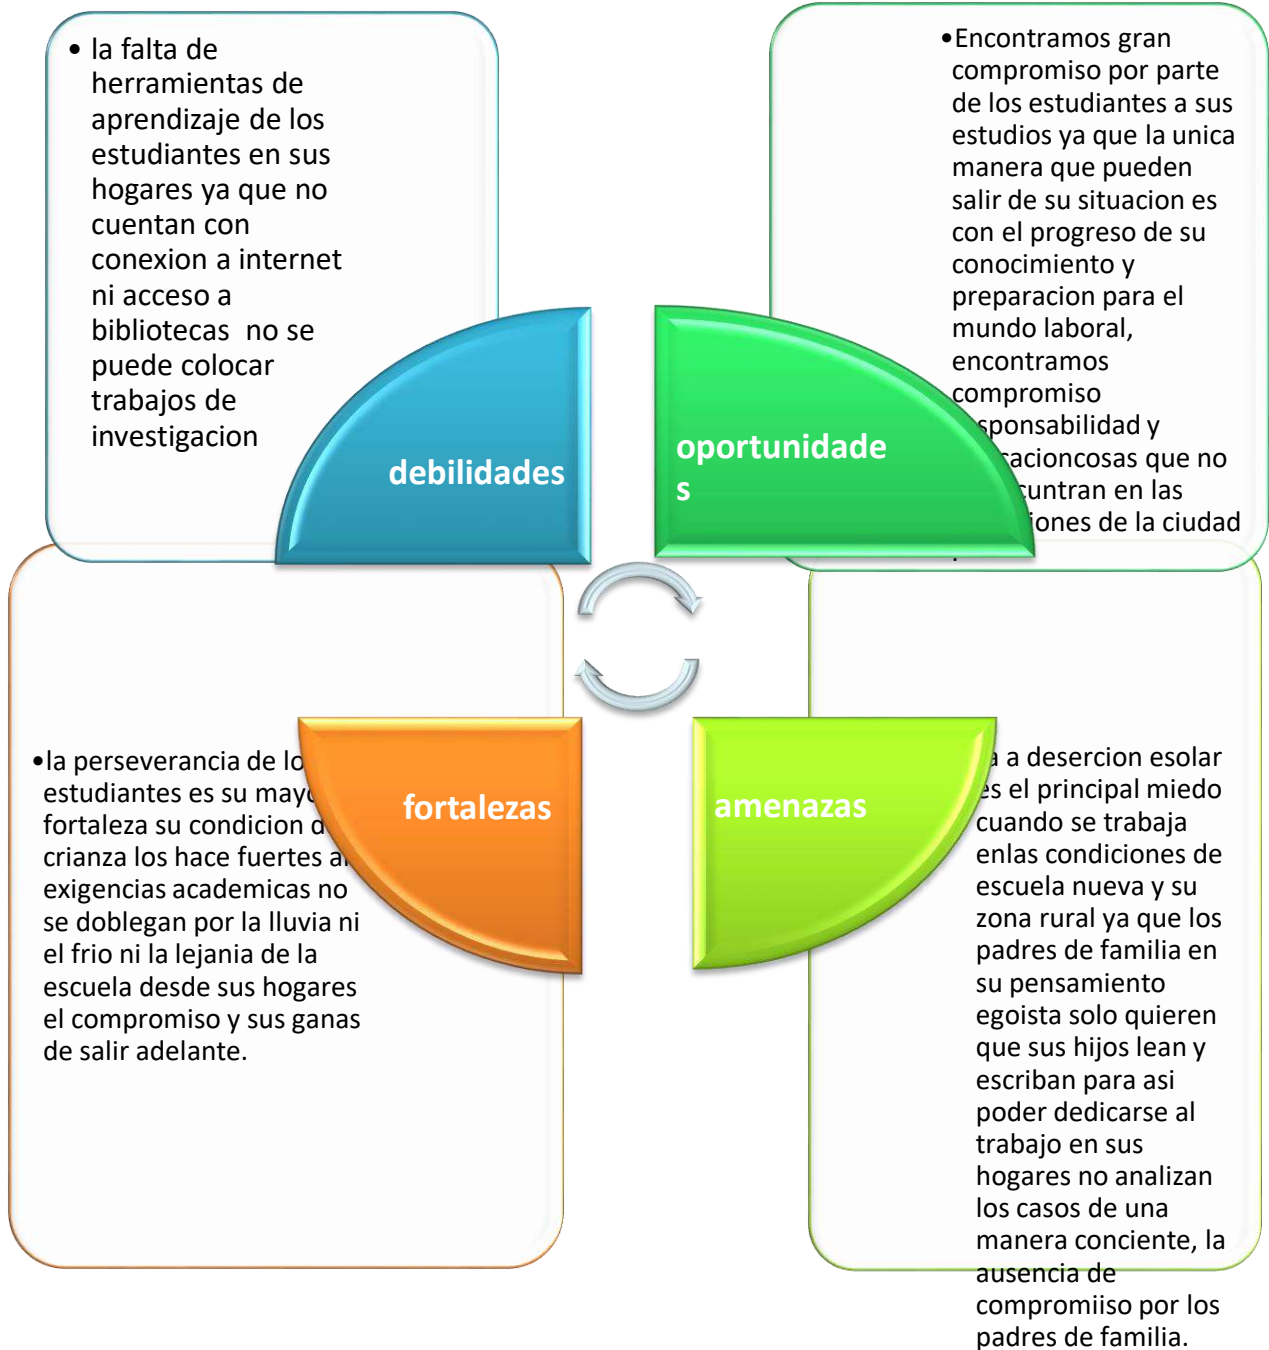 • la falta de
herramientas de
aprendizaje de los
estudiantes en sus
hogares ya que no
cuentan con
conexion a internet
ni acceso a
bibliotecas no se
puede colocar
trabajos de
investigacion
debilidades
•Encontramos gran
compromiso por parte
de los estudiantes a sus
estudios ya que la unica
manera que pueden
salir de su situacion es
con el progreso de su
conocimiento y
preparacion para el
mundo laboral,
encontramos
compromiso
sponsabilidad y
cacioncosas que no
cuntran en las
iones de la ciudad
oportunidade
s
•la perseverancia de lo
estudiantes es su mayo
fortaleza su condicion d
crianza los hace fuertes a
exigencias academicas no
se doblegan por la lluvia ni
el frio ni la lejania de la
escuela desde sus hogares
el compromiso y sus ganas
de salir adelante.
fortalezas
amenazas
a desercion esolar
es el principal miedo
cuando se trabaja
enlas condiciones de
escuela nueva y su
zona rural ya que los
padres de familia en
su pensamiento
egoista solo quieren
que sus hijos lean y
escriban para asi
poder dedicarse al
trabajo en sus
hogares no analizan
los casos de una
manera conciente, la
ausencia de
compromiiso por los
padres de familia.